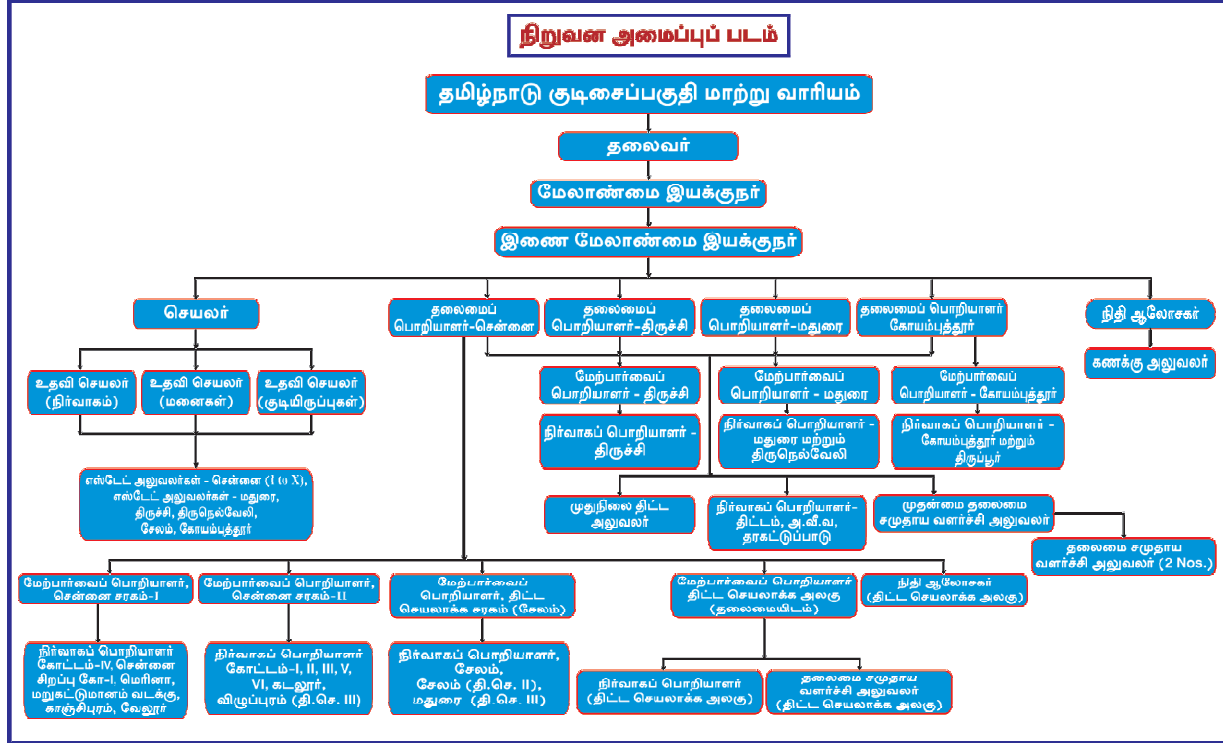 நிறுவன அமைப்புப் படம்
தமிழ்நாடு குடிசைப்பகுதி மாற்று வாரியம்
தலைவர்
மேலாண்மை இயக்குநர்
இணை மேலாண்மை இயக்குநர்
செயலர்
தலைமைப்
பொறியாளர்-சென்னை
தலைமைப்
பொறியாளர்-திருச்சி
தலைமைப்
பொறியாளர்-மதுரை
தலைமைப் பொறியாளர்
கோயம்புத்தூர்
நிதி ஆலோசகர்
கணக்கு அலுவலர்
உதவி செயலர்
(நிர்வாகம்)
உதவி செயலர்
(மனைகள்)
உதவி செயலர்
(குடியிருப்புகள்)
மேற்பார்வைப்
பொறியாளர் - திருச்சி
மேற்பார்வைப்
பொறியாளர் - மதுரை
மேற்பார்வைப்
பொறியாளர் - கோயம்புத்தூர்
நிர்வாகப் பொறியாளர் -
திருச்சி
நிர்வாகப் பொறியாளர் -
மதுரை மற்றும்
திருநெல்வேலி
நிர்வாகப் பொறியாளர் -
கோயம்புத்தூர் மற்றும்
திருப்பூர்
எஸ்டேட் அலுவலர்கள் - சென்னை (I to X),
எஸ்டேட் அலுவலர்கள் - மதுரை,
திருச்சி, திருநெல்வேலி,
சேலம், கோயம்புத்தூர்
முதுநிலை திட்ட
அலுவலர்
நிர்வாகப் பொறியாளர்-
திட்டம், அ.வீ.வ,
தரகட்டுப்பாடு
முதன்மை தலைமை
சமுதாய வளர்ச்சி அலுவலர்
தலைமை சமுதாய
வளர்ச்சி அலுவலர் (2 Nos.)
மேற்பார்வைப் பொறியாளர்,
சென்னை சரகம்-I
மேற்பார்வைப் பொறியாளர்,
சென்னை சரகம்-II
மேற்பார்வைப்
பொறியாளர், திட்ட
செயலாக்க சரகம் (சேலம்)
மேற்பார்வைப் பொறியாளர்
திட்ட செயலாக்க அலகு
(தலைமையிடம்)
நிதி ஆலோசகர்
(திட்ட செயலாக்க அலகு)
நிர்வாகப் பொறியாளர்
கோட்டம்-IV, சென்னை
சிறப்பு கோ-I, மெரினா,
மறுகட்டுமானம் வடக்கு,
காஞ்சிபுரம், வேலூர்
நிர்வாகப் பொறியாளர்
கோட்டம்-I, II, III, V,
VI, கடலூர்,
விழுப்புரம் (தி.செ. III)
நிர்வாகப் பொறியாளர்,
சேலம்,
சேலம் (தி.செ. II),
மதுரை (தி.செ. III)
நிர்வாகப் பொறியாளர்
(திட்ட செயலாக்க அலகு)
தலைமை சமுதாய
வளர்ச்சி அலுவலர்
(திட்ட செயலாக்க அலகு)